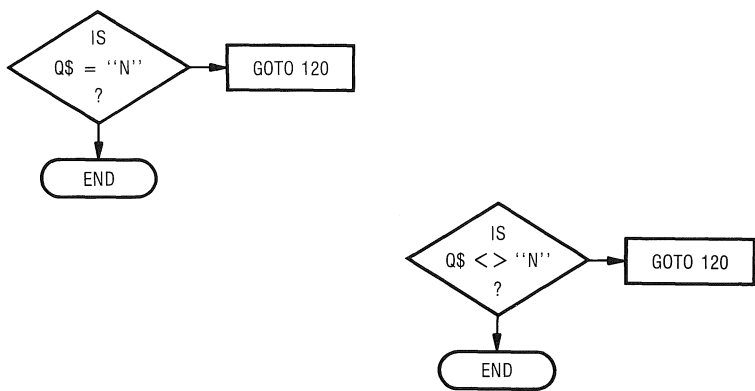 IS
Q$ = ‘‘N’’
?
GOTO 120
END
IS
Q$ < > ‘‘N’’
?
GOTO 120
END